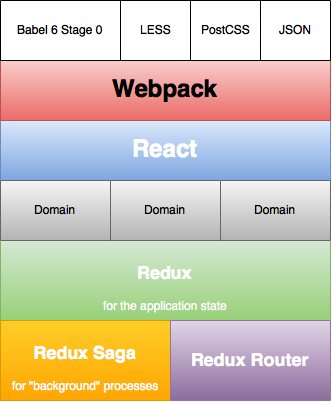 Babel 6 Stage 0
LESS
PostCSS
JSON
Webpack
React
Domain
Domain
Domain
Redux
for the application state
Redux Saga
for "background" processes
Redux Router